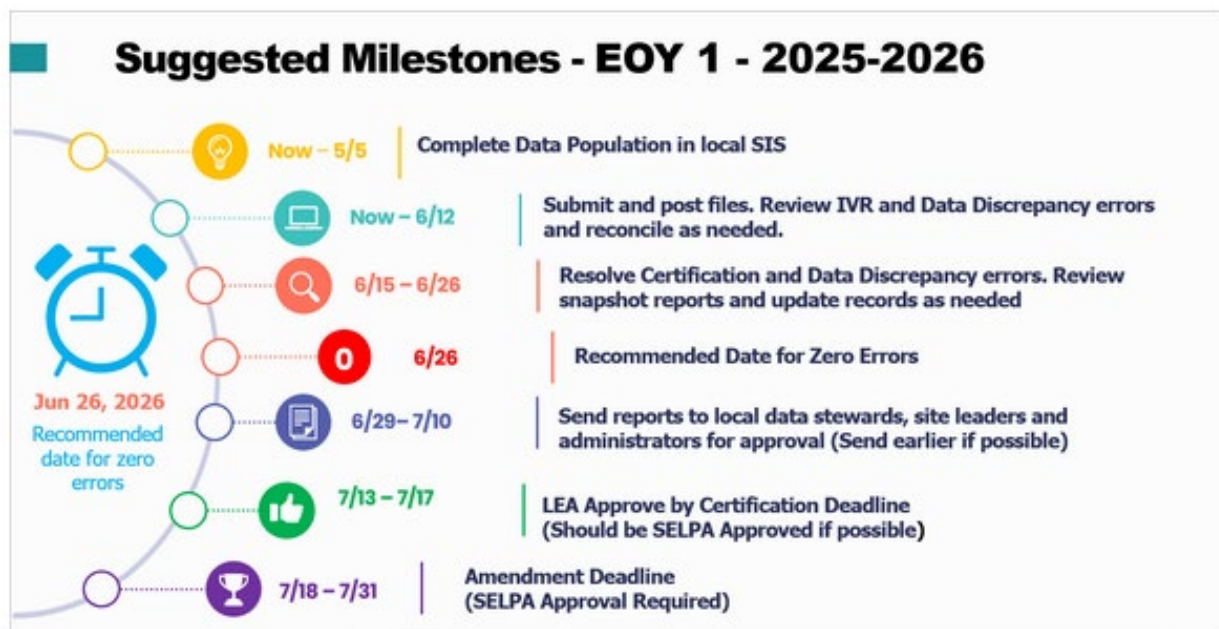 Suggested Milestones - EOY 1 - 2025-2026
Now – 5/5
Complete Data Population in local SIS
Now – 6/12
Submit and post files. Review IVR and Data Discrepancy errors
and reconcile as needed.
6/15 – 6/26
Resolve Certification and Data Discrepancy errors. Review
snapshot reports and update records as needed
0
6/26
Recommended Date for Zero Errors
Jun 26, 2026
Recommended
date for zero
errors
6/29– 7/10
Send reports to local data stewards, site leaders and
administrators for approval (Send earlier if possible)
7/13 – 7/17
LEA Approve by Certification Deadline
(Should be SELPA Approved if possible)
7/18 – 7/31
Amendment Deadline
(SELPA Approval Required)